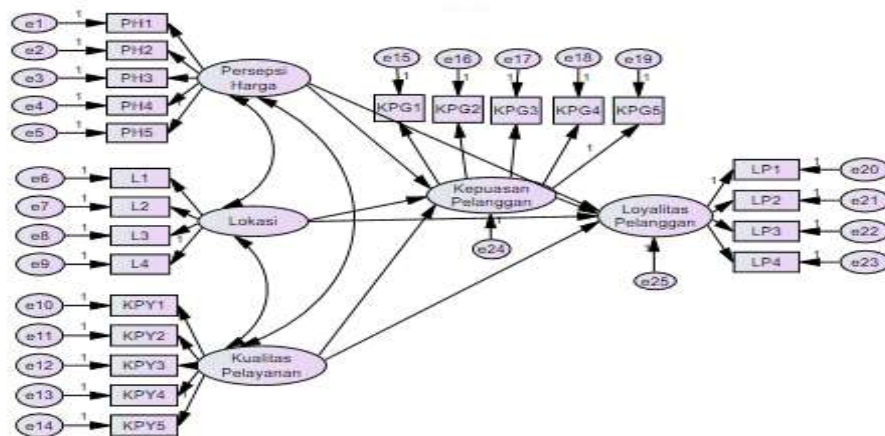 e1 1 PH1
e2 1 PH2
e3 1 PH3
e4 1 PH4
e5 1 PH5
Persepsi
Harga
e15 e16 e17 e18 e19
1 1 1 1 1
KPG1 KPG2 KPG3 KPG4 KPG5
1
e6 1 L1
e7 1 L2
e8 1 L3
e9 1 L4
1
Lokasi
Kepuasan
Pelanggan
1
e24
Loyalitas
Pelanggan
e25
1
LP1 1 e20
LP2 1 e21
LP3 1 e22
LP4 1 e23
e10 1 KPY1
e11 1 KPY2
e12 1 KPY3
e13 1 KPY4
e14 1 KPY5
Kualitas
Pelayanan